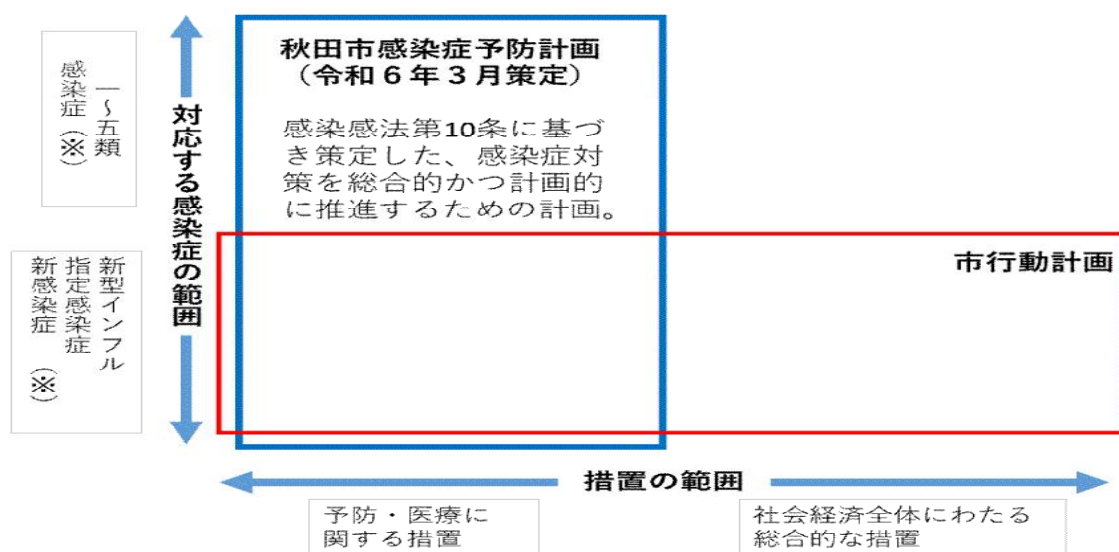 秋田市感染症予防計画
（令和６年３月策定）
感染感法第10条に基づ
き策定した、感染症対
策を総合的かつ計画的
に推進するための計画。
一～五類
感染症（※）
対応する感染症の範囲
市行動計画
新型インフル
指定感染症
新感染症　（※）
措置の範囲
予防・医療に
関する措置
社会経済全体にわたる
総合的な措置